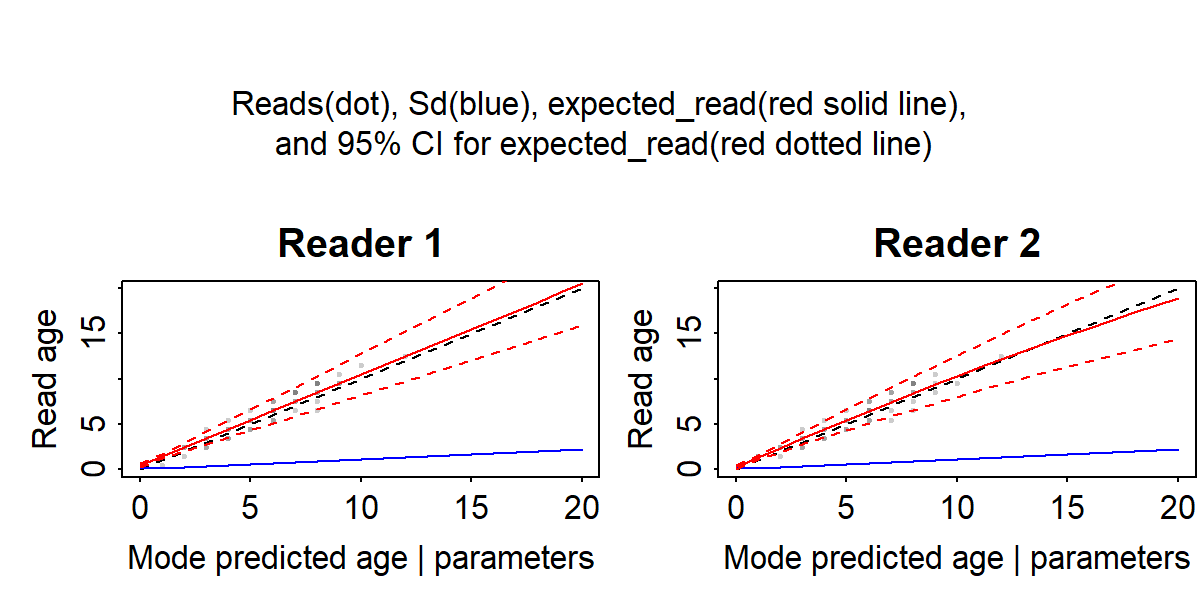 Reads(dot), Sd(blue), expected_read(red solid line),
and 95% CI for expected_read(red dotted line)
Reader 1
Read age
15
5
0
0 5 10 15 20
Mode predicted age | parameters
Reader 2
Read age
15
5
0
0 5 10 15 20
Mode predicted age | parameters